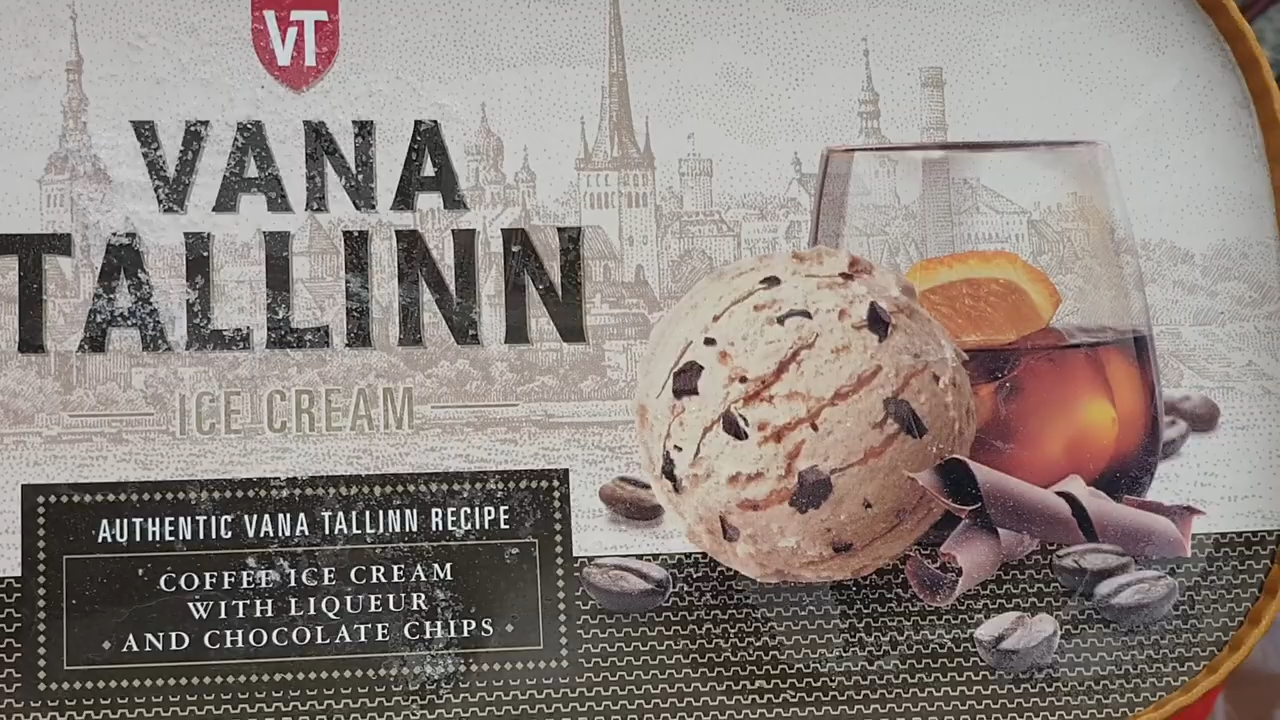 VT
VANA
TALLINN
ICE CREAM
AUTHENTIC VANA TALLINN RECIPE
COFFEE ICE CREAM
WITH LIQUEUR
AND CHOCOLATE CHIPS